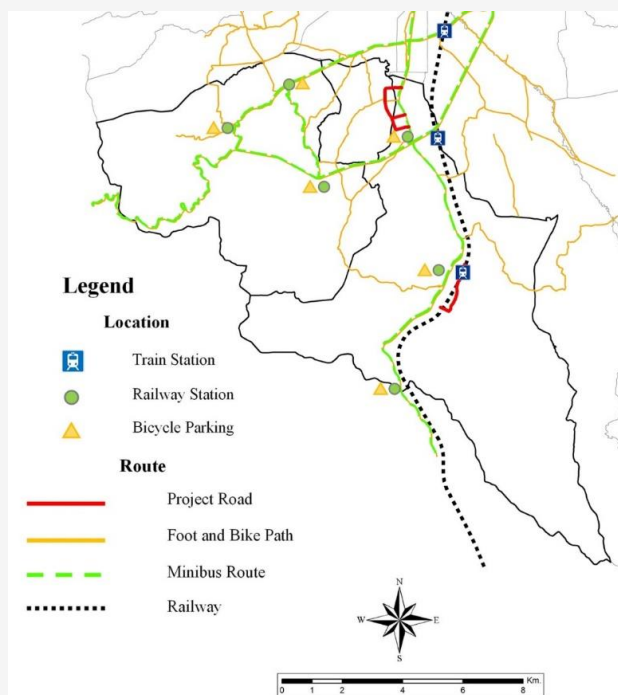 Legend
Location
Train Station
Railway Station
Bicycle Parking
Route
Project Road
Foot and Bike Path
Minibus Route
Railway
N
W
E
S
Km.
0 1 2 4 6 8